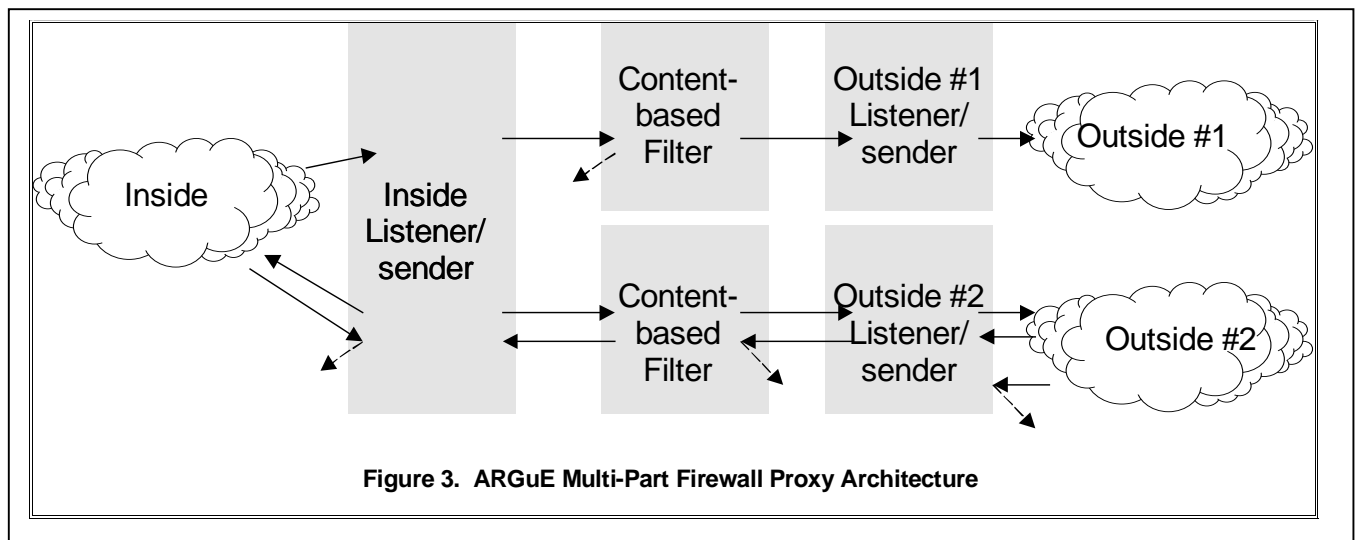 Inside
Inside
Listener/
sender
Content-
based
Filter
Outside #1
Listener/
sender
Outside #1
Content-
based
Filter
Outside #2
Listener/
sender
Outside #2
Figure 3. ARGuE Multi-Part Firewall Proxy Architecture